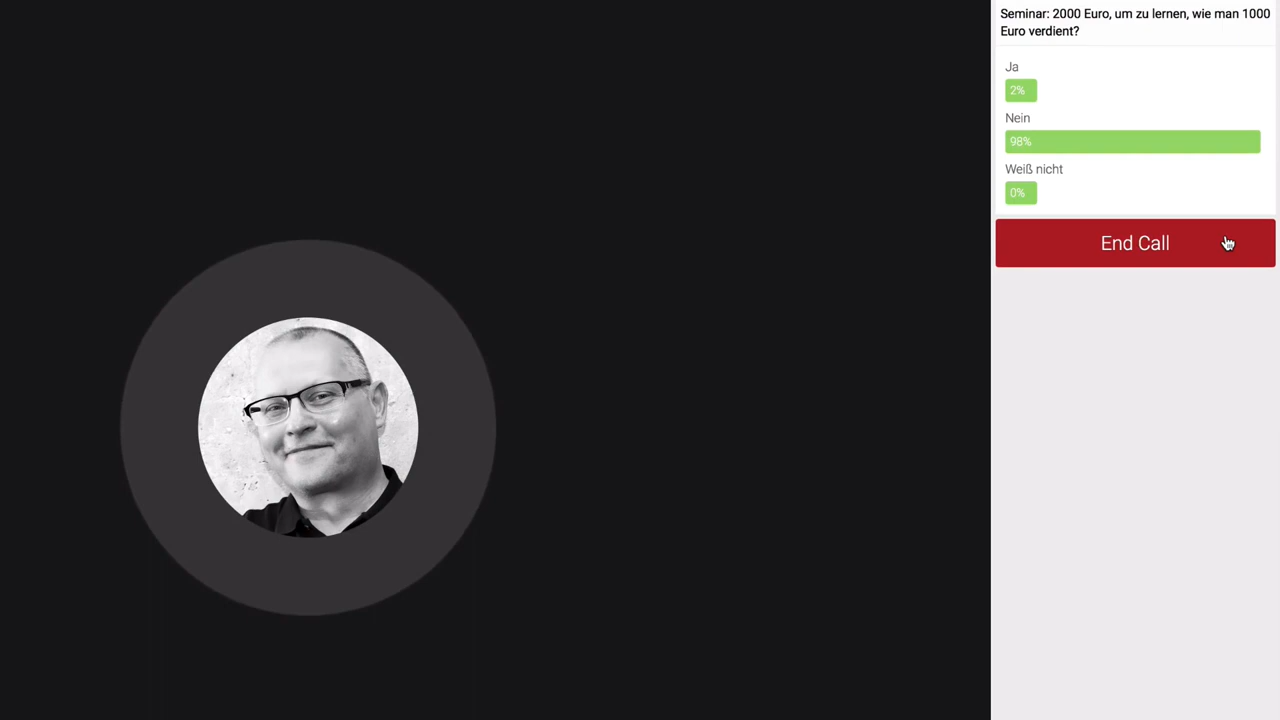 Seminar: 2000 Euro, um zu lernen, wie man 1000
Euro verdient?
Ja
2%
Nein
98%
Weiß nicht
0%
End Call